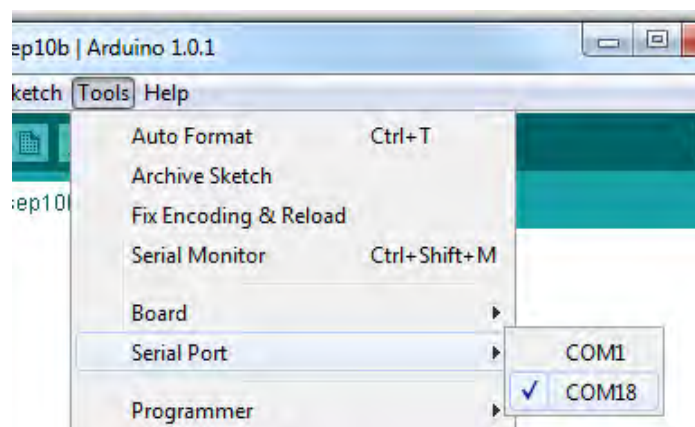 ep10b | Arduino 1.0.1
ketch Tools Help
Auto Format Ctrl+T
Archive Sketch
ep10
Fix Encoding & Reload
Serial Monitor Ctrl+Shift+M
Board
Serial Port
COM1
✓ COM18
Programmer